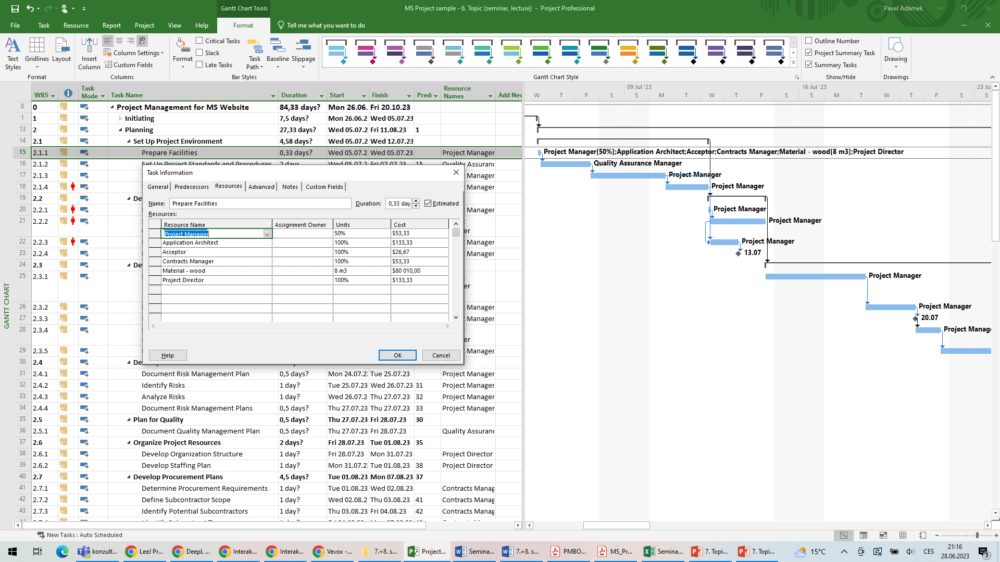 Gantt Chart Tools
MS Project sample - 6. Topic (seminar, lecture) - Project Professional
Pavel Adámek
File Task Resource Report Project View Help Format Tell me what you want to do
Text Styles
Gridlines
Layout
Format
Insert Column
Column Settings
Custom Fields
Columns
Format
Critical Tasks
Slack
Late Tasks
Task Path
Baseline
Slippage
Bar Styles
Gantt Chart Style
Outline Number
Project Summary Task
Summary Tasks
Show/Hide
Drawing
Drawings
WBS Task Mode Task Name Duration Start Finish Prede Resource Names Add New
09 Jul '23 16 Jul '23 23 Ju
W T F S S M T W T F S S M T W T F S S
GANTT CHART
0 0 Project Management for MS Website 84,33 days? Mon 26.06. Fri 20.10.23
1 1 Initiating 7,5 days? Mon 26.06.2 Wed 05.07.23
13 2 Planning 27,33 days? Wed 05.07.2 Fri 11.08.23 1
14 2.1 Set Up Project Environment 4,58 days? Wed 05.07.2 Wed 12.07.23
15 2.1.1 Prepare Facilities 0,33 days? Wed 05.07.2 Wed 05.07.23 Project Manager
16 2.1.2 Set Up Project Standards and Procedures 2 days Wed 05.07.2 Fri 07.07.23 15 Quality Assuranc
17 2.1.3 t Manager
18 2.1.4 t Manager
19 2.2 De
20 2.2.1 t Manager
21 2.2.2 t
er
22 2.2.3 t Manager
23 2.2.4 t Manager
24 2.3 De
25 2.3.1 t
er
26 2.3.2 t Manager
27 2.3.3 t Manager
28 2.3.4 t
er
29 2.3.5 t Manager
30 2.4 De
31 2.4.1 Document Risk Management Plan 0,5 days? Mon 24.07.2 Tue 25.07.23 Project Manager
32 2.4.2 Identify Risks 1 day? Tue 25.07.23 Wed 26.07.23 31 Project Manager
33 2.4.3 Analyze Risks 1 day? Wed 26.07.2 Thu 27.07.23 32 Project Manager
34 2.4.4 Document Risk Management Plans 0,5 days? Thu 27.07.23 Thu 27.07.23 33 Project Manager
35 2.5 Plan for Quality 0,5 days? Thu 27.07.23 Fri 28.07.23 30
36 2.5.1 Document Quality Management Plan 0,5 days? Thu 27.07.23 Fri 28.07.23 Quality Assuranc
37 2.6 Organize Project Resources 2 days? Fri 28.07.23 Tue 01.08.23 35
38 2.6.1 Develop Organization Structure 1 day? Fri 28.07.23 Mon 31.07.23 Project Director
39 2.6.2 Develop Staffing Plan 1 day? Mon 31.07.2 Tue 01.08.23 38 Project Director
40 2.7 Develop Procurement Plans 4,5 days? Tue 01.08.23 Mon 07.08.23 37
41 2.7.1 Determine Procurement Requirements 1 day? Tue 01.08.23 Wed 02.08.23 Contracts Manag
42 2.7.2 Define Subcontractor Scope 1 day? Wed 02.08.2 Thu 03.08.23 41 Contracts Manag
43 2.7.3 Identify Potential Subcontractors 1 day? Thu 03.08.23 Fri 04.08.23 42 Contracts Manag
Task Information
General Predecessors Resources Advanced Notes Custom Fields
Name: Prepare Facilities Duration: 0,33 day Estimated
Resources:
Resource Name Assignment Owner Units Cost
Project Manager 50% $53,33
Application Architect 100% $133,33
Acceptor 100% $26,67
Contracts Manager 100% $53,33
Material - wood 8 m3 $80 010,00
Project Director 100% $133,33
Help OK Cancel
Project Manager[50%];Application Architect;Acceptor;Contracts Manager;Material - wood[8 m3];Project Director
Quality Assurance Manager
Project Manager
Project Manager
Project Manager
Project Manager
Project Manager
13.07
Project Manager
Project Manager
20.07
Project Manag
New Tasks : Auto Scheduled
konzult...
LeeJ Pr...
DeepL ...
Interak...
Interak...
Vevox -...
7.+8. s...
Project...
Semina...
7.+8. s...
PMBO...
MS_Pr...
Semina...
7. Topi...
7. Topi...
15°C
CES
21:16
28.06.2023
3